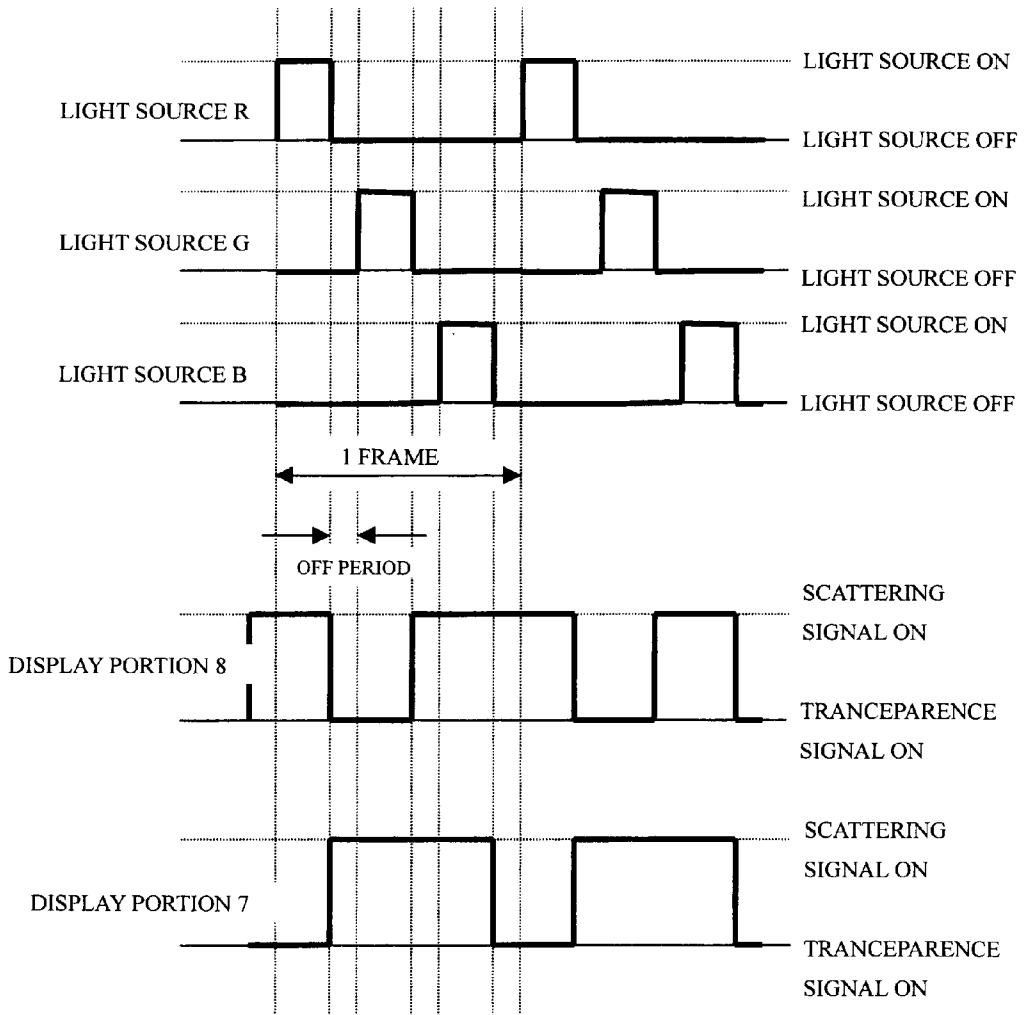 LIGHT SOURCE ON
LIGHT SOURCE R
LIGHT SOURCE OFF
LIGHT SOURCE ON
LIGHT SOURCE G
LIGHT SOURCE OFF
LIGHT SOURCE ON
LIGHT SOURCE B
LIGHT SOURCE OFF
1 FRAME
OFF PERIOD
SCATTERING
SIGNAL ON
DISPLAY PORTION 8
TRANCEPARENCE
SIGNAL ON
SCATTERING
SIGNAL ON
DISPLAY PORTION 7
TRANCEPARENCE
SIGNAL ON